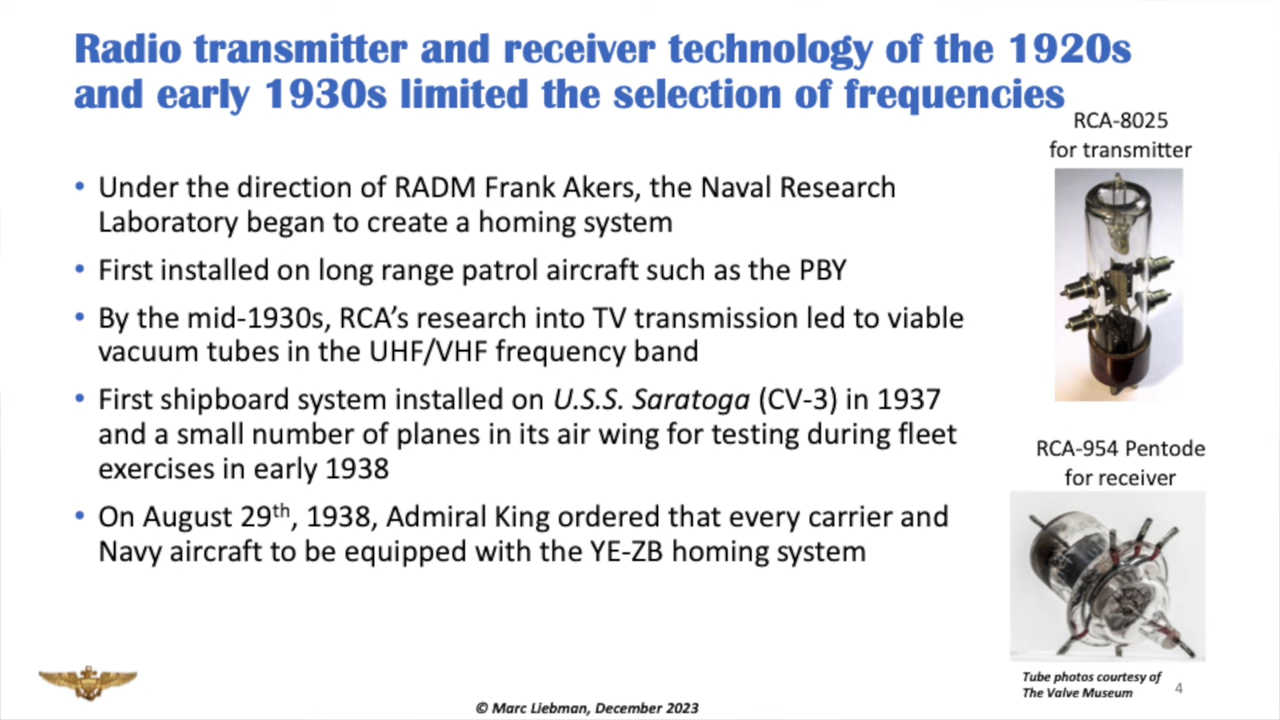 Radio transmitter and receiver technology of the 1920s
and early 1930s limited the selection of frequencies
RCA-8025
for transmitter
• Under the direction of RADM Frank Akers, the Naval Research
Laboratory began to create a homing system
• First installed on long range patrol aircraft such as the PBY
• By the mid-1930s, RCA’s research into TV transmission led to viable
vacuum tubes in the UHF/VHF frequency band
• First shipboard system installed on U.S.S. Saratoga (CV-3) in 1937
and a small number of planes in its air wing for testing during fleet
exercises in early 1938
• On August 29th, 1938, Admiral King ordered that every carrier and
Navy aircraft to be equipped with the YE-ZB homing system
RCA-954 Pentode
for receiver
Tube photos courtesy of
The Valve Museum
4
© Marc Liebman, December 2023